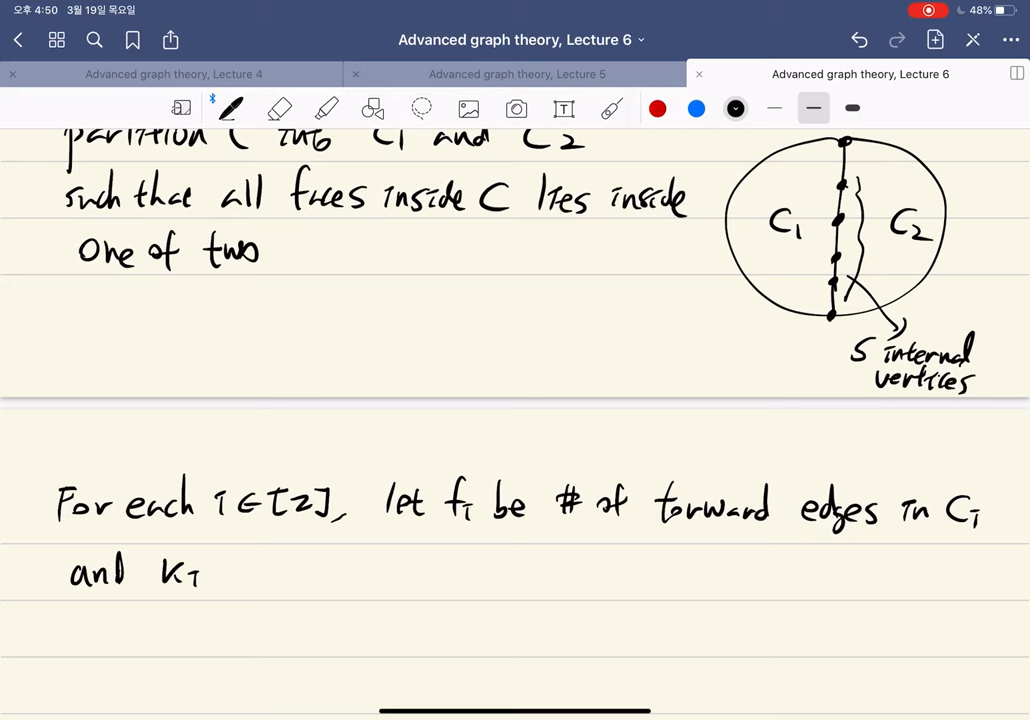 오후 4:50 3월 19일 목요일
48%
Advanced graph theory, Lecture 6
Advanced graph theory, Lecture 4
Advanced graph theory, Lecture 5
Advanced graph theory, Lecture 6
partition C into C1 and C2
such that all faces inside C lies inside
one of two
C1 C2
S internal
vertices
For each i ∈ [2], let fi be # of forward edges in Ci
and Ki